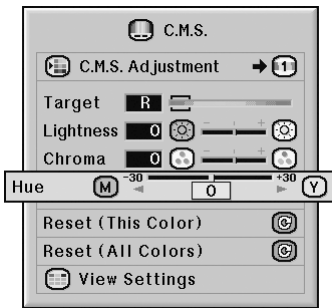 C.M.S.
C.M.S. Adjustment 1
Target R
Lightness 0 - +
Chroma 0 - +
Hue M -30 0 +30 Y
Reset (This Color)
Reset (All Colors)
View Settings